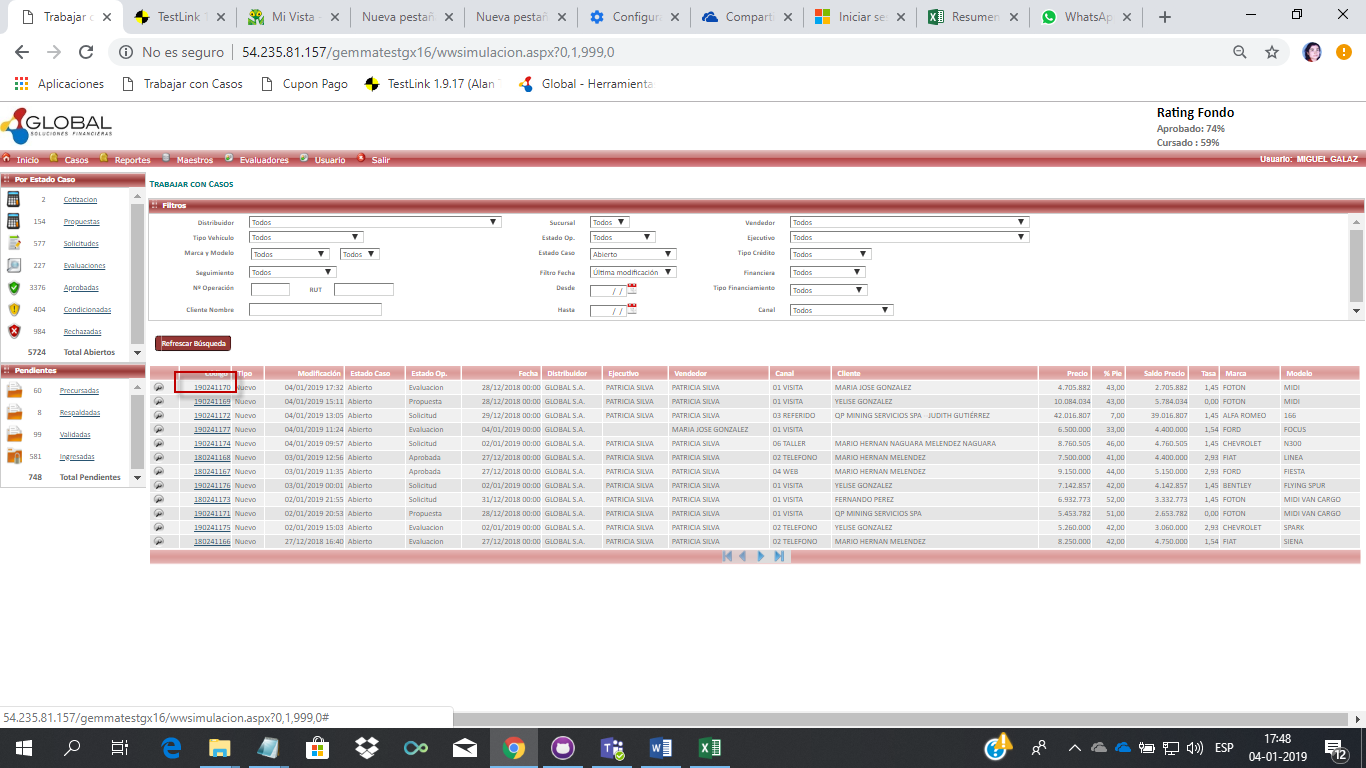 Trabajar c
TestLink 1
Mi Vista
Nueva pestañ
Nueva pestañ
Configura
Compart
Iniciar se
Resumen
WhatsAp
No es seguro
54.235.81.157/gemmatestgx16/wwsimulacion.aspx?0,1,999,0
Aplicaciones
Trabajar con Casos
Cupon Pago
TestLink 1.9.17 (Alan
Global - Herramienta
GLOBAL
SOLUCIONES FINANCIERAS
Rating Fondo
Aprobado: 74%
Cursado : 59%
Inicio Casos Reportes Maestros Evaluadores Usuario Salir
Usuario: MIGUEL GALAZ
Por Estado Caso
2 Cotizacion
154 Propuestas
577 Solicitudes
227 Evaluaciones
3376 Aprobadas
404 Condicionadas
984 Rechazadas
5724 Total Abiertos
Pendientes
60 Precursadas
8 Respaldadas
99 Validadas
581 Ingresadas
748 Total Pendientes
TRABAJAR CON CASOS
Filtros
Distribuidor Todos Sucursal Todos Vendedor Todos
Tipo Vehículo Todos Estado Op. Todos Ejecutivo Todos
Marca y Modelo Todos Todos Estado Caso Abierto Tipo Crédito Todos
Seguimiento Todos Filtro Fecha Última modificación Financiera Todos
Nº Operación RUT Desde / / Tipo Financiamiento Todos
Cliente Nombre Hasta / / Canal Todos
Refrescar Búsqueda
Código Tipo Modificación Estado Caso Estado Op. Fecha Distribuidor Ejecutivo Vendedor Canal Cliente Precio % Pie Saldo Precio Tasa Marca Modelo
190241170 Nuevo 04/01/2019 17:32 Abierto Evaluacion 28/12/2018 00:00 GLOBAL S.A. PATRICIA SILVA PATRICIA SILVA 01 VISITA MARIA JOSE GONZALEZ 4.705.882 43,00 2.705.882 1,45 FOTON MIDI
190241169 Nuevo 04/01/2019 15:11 Abierto Propuesta 28/12/2018 00:00 GLOBAL S.A. PATRICIA SILVA PATRICIA SILVA 01 VISITA YELISE GONZALEZ 10.084.034 43,00 5.784.034 0,00 FOTON MIDI
190241172 Nuevo 04/01/2019 13:05 Abierto Solicitud 29/12/2018 00:00 GLOBAL S.A. PATRICIA SILVA PATRICIA SILVA 03 REFERIDO QP MINING SERVICIOS SPA - JUDITH GUTIÉRREZ 42.016.807 7,00 39.016.807 1,45 ALFA ROMEO 166
190241177 Nuevo 04/01/2019 11:24 Abierto Evaluacion 04/01/2019 00:00 GLOBAL S.A. MARIA JOSE GONZALEZ 01 VISITA 6.500.000 33,00 4.400.000 1,54 FORD FOCUS
190241174 Nuevo 04/01/2019 09:57 Abierto Solicitud 02/01/2019 00:00 GLOBAL S.A. PATRICIA SILVA PATRICIA SILVA 06 TALLER MARIO HERNAN NAGUARA MELENDEZ NAGUARA 8.760.505 46,00 4.760.505 1,45 CHEVROLET N300
180241168 Nuevo 03/01/2019 12:56 Abierto Aprobada 27/12/2018 00:00 GLOBAL S.A. PATRICIA SILVA PATRICIA SILVA 02 TELEFONO MARIO HERNAN MELENDEZ 7.500.000 41,00 4.400.000 2,93 FIAT LINEA
180241167 Nuevo 03/01/2019 11:35 Abierto Aprobada 27/12/2018 00:00 GLOBAL S.A. PATRICIA SILVA PATRICIA SILVA 04 WEB MARIO HERNAN MELENDEZ 9.150.000 44,00 5.150.000 2,93 FORD FIESTA
190241176 Nuevo 03/01/2019 00:01 Abierto Solicitud 02/01/2019 00:00 GLOBAL S.A. PATRICIA SILVA PATRICIA SILVA 01 VISITA YELISE GONZALEZ 7.142.857 42,00 4.142.857 1,45 BENTLEY FLYING SPUR
180241173 Nuevo 02/01/2019 21:55 Abierto Solicitud 31/12/2018 00:00 GLOBAL S.A. PATRICIA SILVA PATRICIA SILVA 01 VISITA FERNANDO PEREZ 6.932.773 52,00 3.332.773 1,45 FOTON MIDI VAN CARGO
190241171 Nuevo 02/01/2019 20:53 Abierto Propuesta 28/12/2018 00:00 GLOBAL S.A. PATRICIA SILVA PATRICIA SILVA 01 VISITA QP MINING SERVICIOS SPA 5.453.782 51,00 2.653.782 0,00 FOTON MIDI VAN CARGO
190241175 Nuevo 02/01/2019 15:03 Abierto Evaluacion 02/01/2019 00:00 GLOBAL S.A. PATRICIA SILVA PATRICIA SILVA 02 TELEFONO YELISE GONZALEZ 5.260.000 42,00 3.060.000 2,93 CHEVROLET SPARK
180241166 Nuevo 27/12/2018 16:40 Abierto Evaluacion 27/12/2018 00:00 GLOBAL S.A. PATRICIA SILVA PATRICIA SILVA 02 TELEFONO MARIO HERNAN MELENDEZ 8.250.000 42,00 4.750.000 1,54 FIAT SIENA
54.235.81.157/gemmatestgx16/wwsimulacion.aspx?0,1,999,0#
ESP
17:48
04-01-2019
12